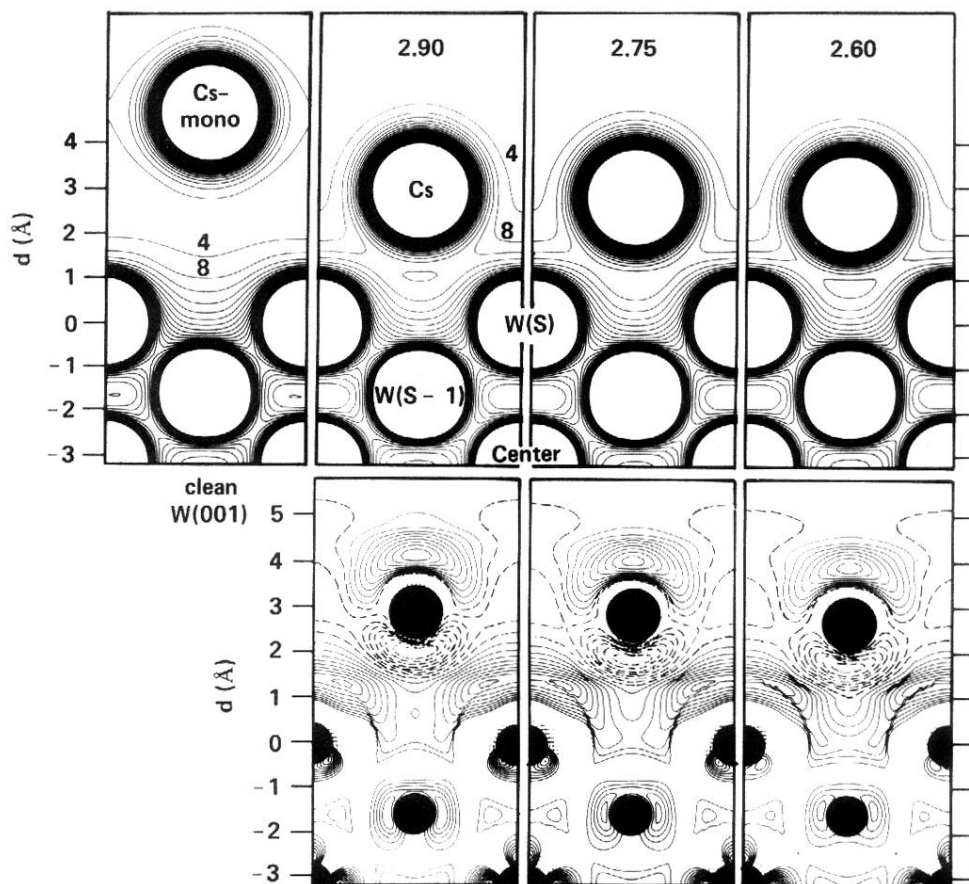 2.90 2.75 2.60
Cs-
mono
4
Cs 4
3
d (Å)
2 4 8
8
1
0 W(S)
-1
W(S - 1)
-2
-3 Center
clean
W(001) 5
4
3
d (Å)
2
1
0
-1
-2
-3